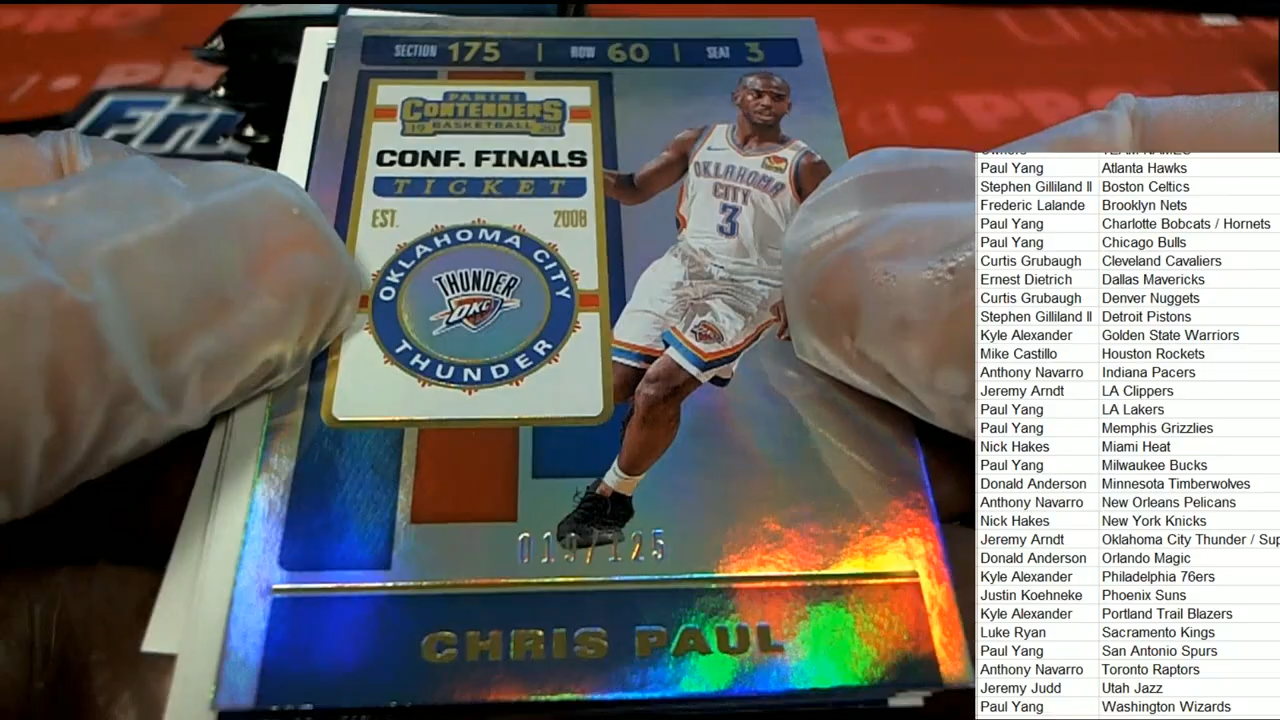 SECTION 175 | ROW 60 | SEAT 3
PANINI
CONTENDERS
19 BASKETBALL 20
CONF. FINALS
TICKET
EST. 2008
OKLAHOMA CITY
THUNDER
OKC
THUNDER
OKLAHOMA
CITY
3
/125
CHRIS PAUL
Paul Yang Atlanta Hawks
Stephen Gilliland II Boston Celtics
Frederic Lalande Brooklyn Nets
Paul Yang Charlotte Bobcats / Hornets
Paul Yang Chicago Bulls
Curtis Grubaugh Cleveland Cavaliers
Ernest Dietrich Dallas Mavericks
Curtis Grubaugh Denver Nuggets
Stephen Gilliland II Detroit Pistons
Kyle Alexander Golden State Warriors
Mike Castillo Houston Rockets
Anthony Navarro Indiana Pacers
Jeremy Arndt LA Clippers
Paul Yang LA Lakers
Paul Yang Memphis Grizzlies
Nick Hakes Miami Heat
Paul Yang Milwaukee Bucks
Donald Anderson Minnesota Timberwolves
Anthony Navarro New Orleans Pelicans
Nick Hakes New York Knicks
Jeremy Arndt Oklahoma City Thunder / Sup
Donald Anderson Orlando Magic
Kyle Alexander Philadelphia 76ers
Justin Koehneke Phoenix Suns
Kyle Alexander Portland Trail Blazers
Luke Ryan Sacramento Kings
Paul Yang San Antonio Spurs
Anthony Navarro Toronto Raptors
Jeremy Judd Utah Jazz
Paul Yang Washington Wizards